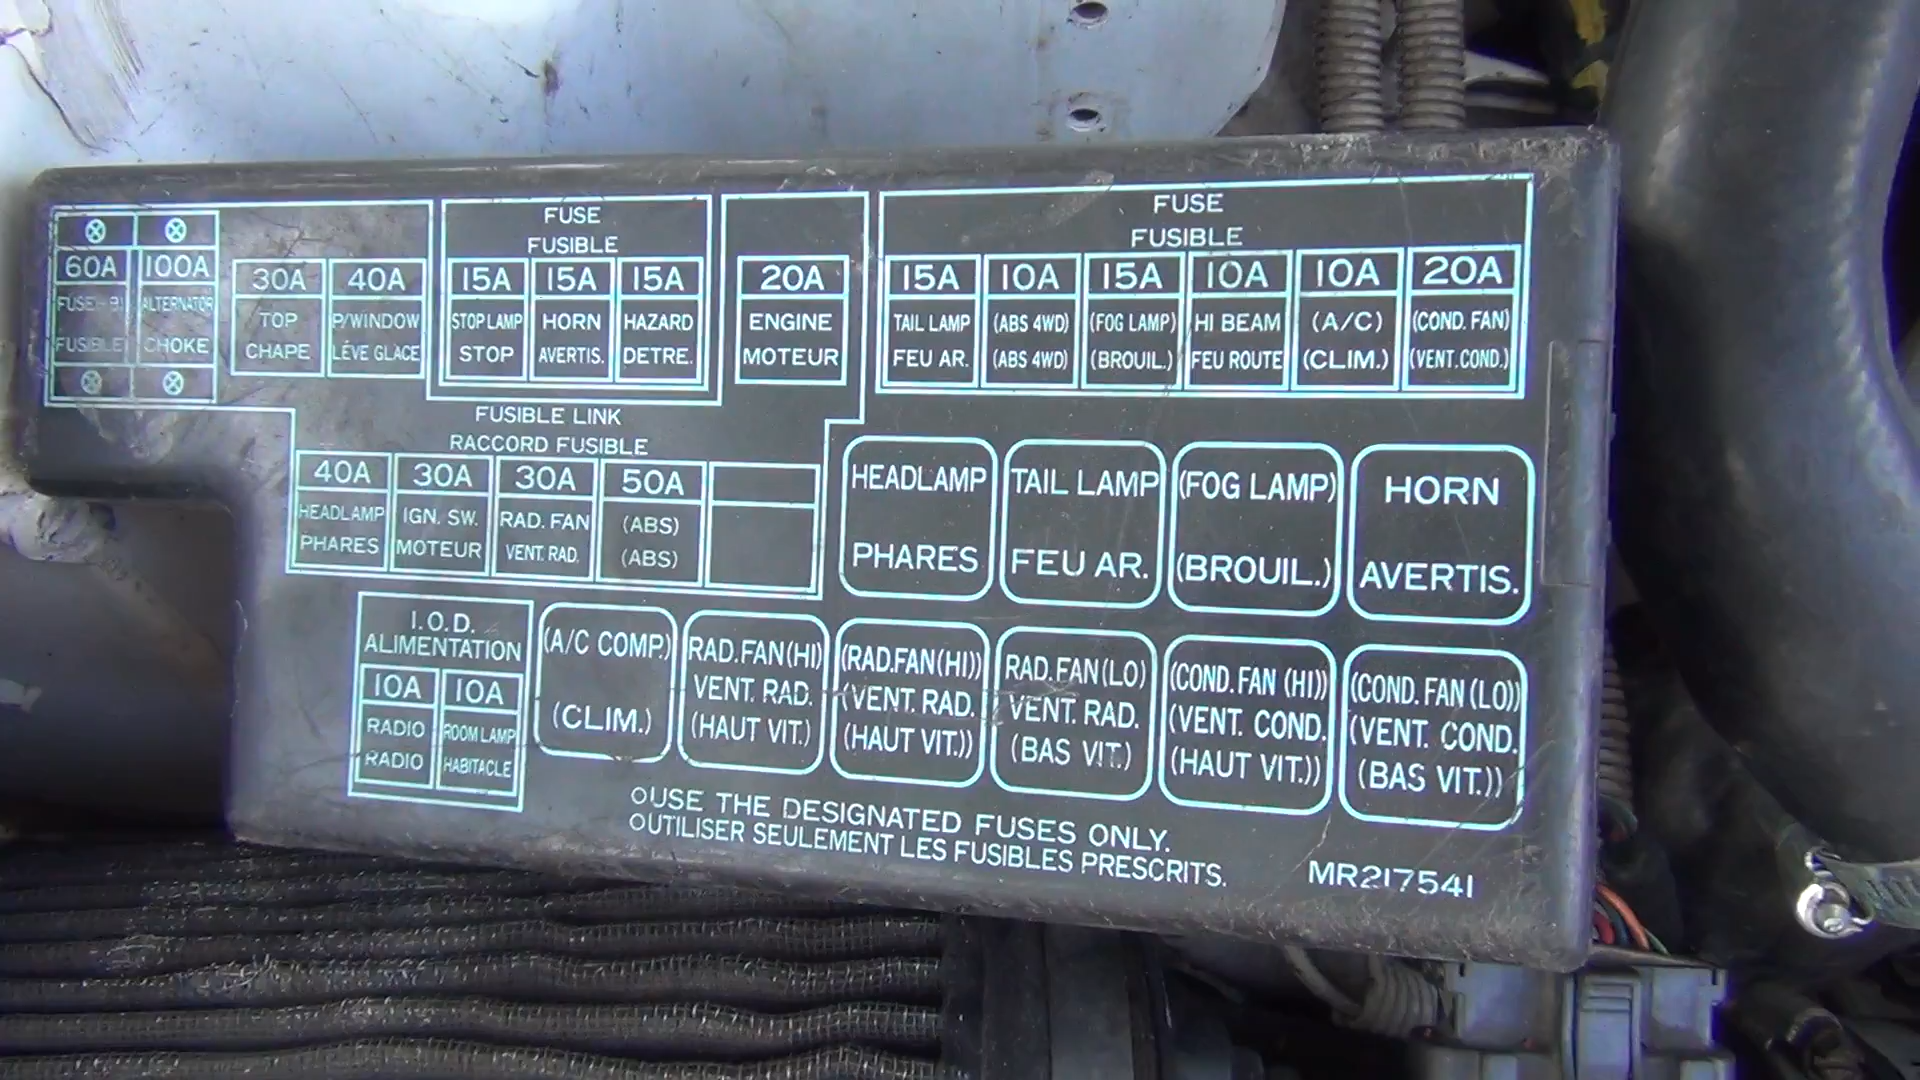 60A
FUSE-B1
FUSIBLE
100A
ALTERNATOR
CHOKE
30A
TOP
CHAPE
40A
P/WINDOW
LÉVE GLACE
FUSE
FUSIBLE
15A
STOP LAMP
STOP
15A
HORN
AVERTIS.
15A
HAZARD
DETRE.
20A
ENGINE
MOTEUR
FUSE
FUSIBLE
15A
TAIL LAMP
FEU AR.
10A
(ABS 4WD)
(ABS 4WD)
15A
(FOG LAMP)
(BROUIL.)
10A
HI BEAM
FEU ROUTE
10A
(A/C)
(CLIM.)
20A
(COND. FAN)
(VENT.COND.)
FUSIBLE LINK
RACCORD FUSIBLE
40A
HEADLAMP
PHARES
30A
IGN. SW.
MOTEUR
30A
RAD. FAN
VENT. RAD.
50A
(ABS)
(ABS)
HEADLAMP
PHARES
TAIL LAMP
FEU AR.
(FOG LAMP)
(BROUIL.)
HORN
AVERTIS.
I.O.D.
ALIMENTATION
10A
RADIO
RADIO
10A
ROOM LAMP
HABITACLE
(A/C COMP.)
(CLIM.)
RAD.FAN(HI)
VENT. RAD.
(HAUT VIT.)
(RAD.FAN(HI))
(VENT. RAD.
(HAUT VIT.))
RAD.FAN(LO)
VENT. RAD.
(BAS VIT.)
(COND. FAN (HI))
(VENT. COND.
(HAUT VIT.))
(COND. FAN (LO))
(VENT. COND.
(BAS VIT.))
○USE THE DESIGNATED FUSES ONLY.
○UTILISER SEULEMENT LES FUSIBLES PRESCRITS.
MR217541